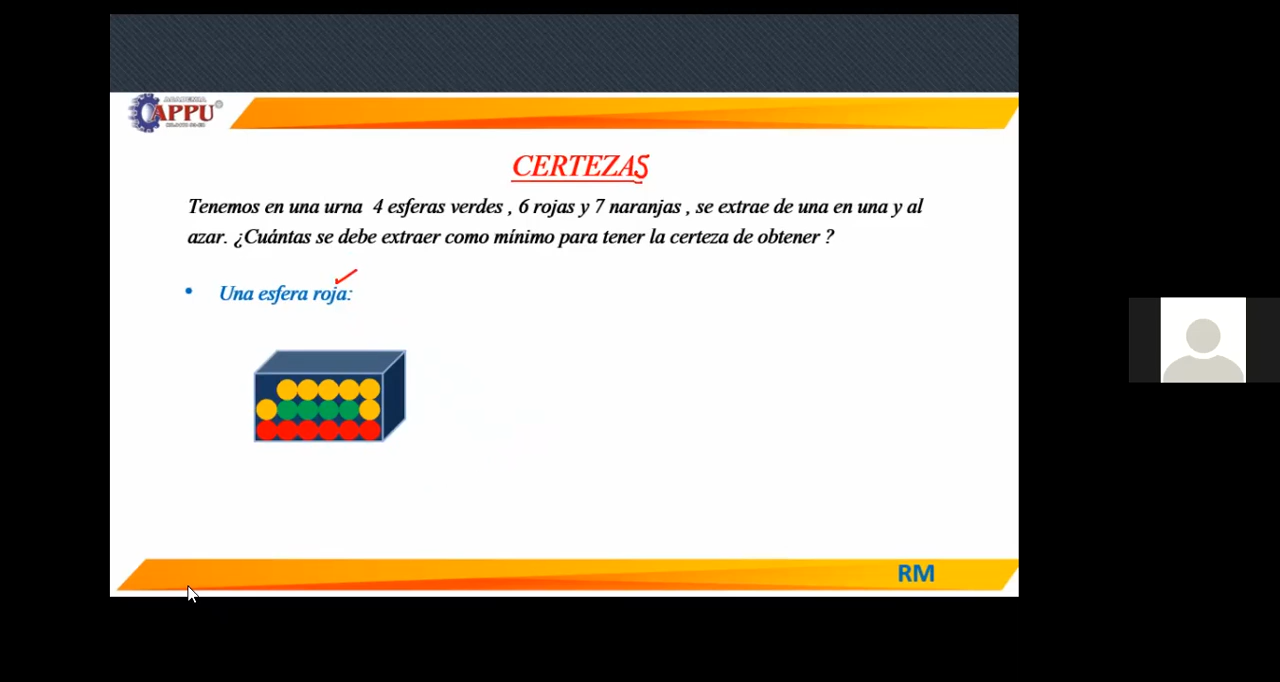 ACADEMIA
APPU
CERTEZAS
Tenemos en una urna 4 esferas verdes , 6 rojas y 7 naranjas , se extrae de una en una y al
azar. ¿Cuántas se debe extraer como mínimo para tener la certeza de obtener ?
• Una esfera roja:
RM